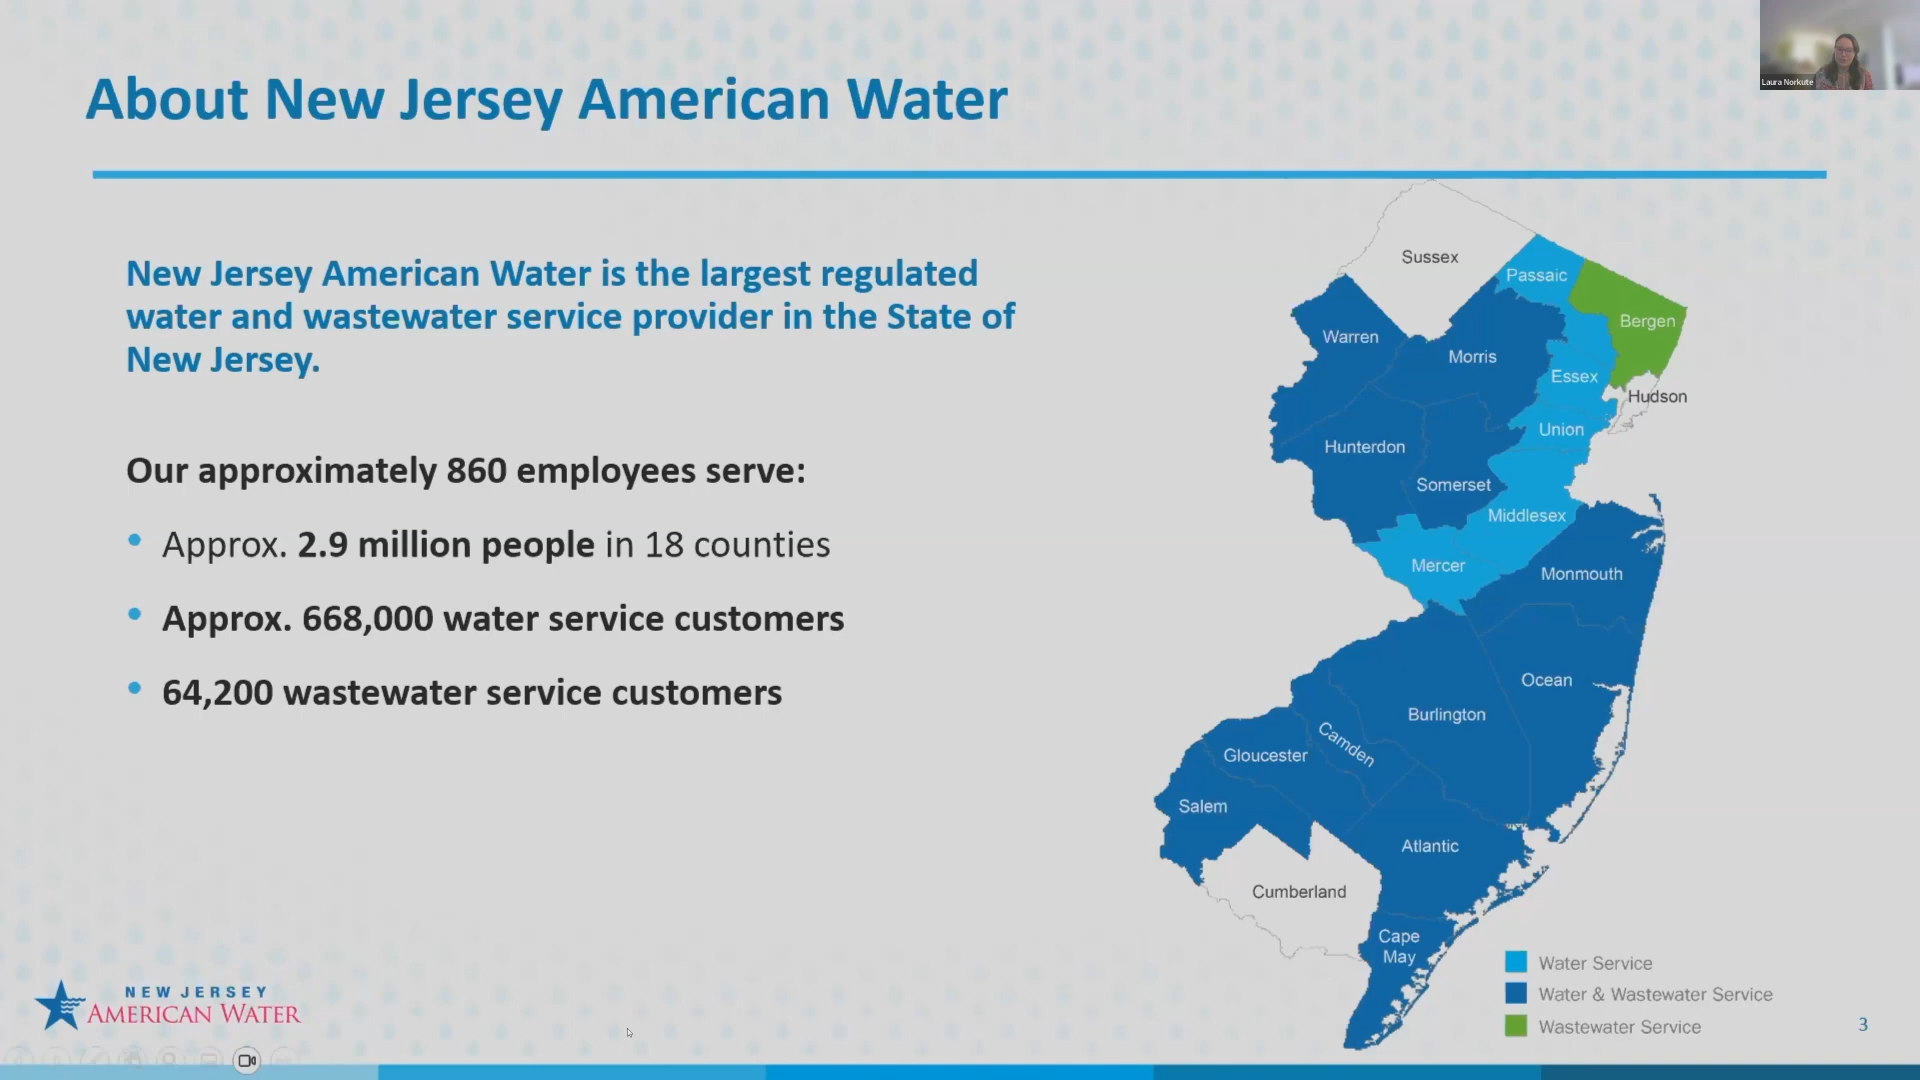 Laura Norkute
About New Jersey American Water
New Jersey American Water is the largest regulated
water and wastewater service provider in the State of
New Jersey.
Our approximately 860 employees serve:
• Approx. 2.9 million people in 18 counties
• Approx. 668,000 water service customers
• 64,200 wastewater service customers
Sussex
Passaic
Bergen
Warren
Morris
Essex
Hudson
Union
Hunterdon
Somerset
Middlesex
Mercer
Monmouth
Ocean
Burlington
Camden
Gloucester
Salem
Atlantic
Cumberland
Cape
May
Water Service
Water & Wastewater Service
Wastewater Service
NEW JERSEY
AMERICAN WATER
3